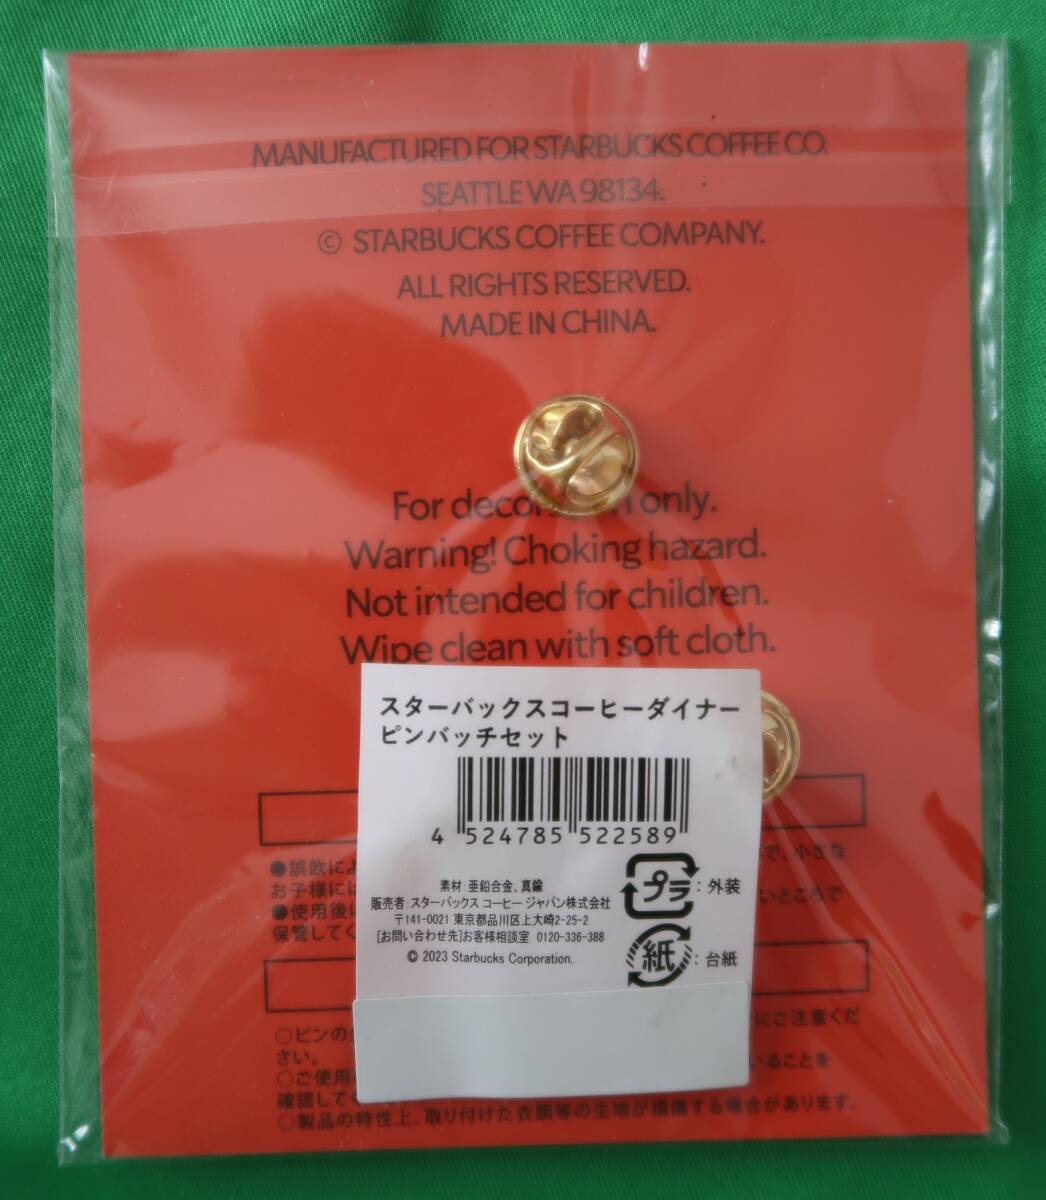 MANUFACTURED FOR STARBUCKS COFFEE CO.
SEATTLE WA 98134.
© STARBUCKS COFFEE COMPANY.
ALL RIGHTS RESERVED.
MADE IN CHINA.
For only.
Warning! Choking hazard.
Not intended for children.
Wipe clean with soft cloth.
スターバックスコーヒーダイナー
ピンバッチセット
4 524785 522589
素材:亜鉛合金、真鍮
販売者:スターバックス コーヒー ジャパン株式会社
〒141-0021 東京都品川区上大崎2-25-2
[お問い合わせ先]お客様相談室 0120-336-388
© 2023 Starbucks Corporation.
プラ:外装
紙:台紙
●誤飲によ で、小さな
お子様には いところで
●使用後は
保管してく
○ピンの にご注意くだ
さい。
○ご使用 いることを
確認して
○製品の特性上、取り付けた衣類等の生地が損傷する場合があります。